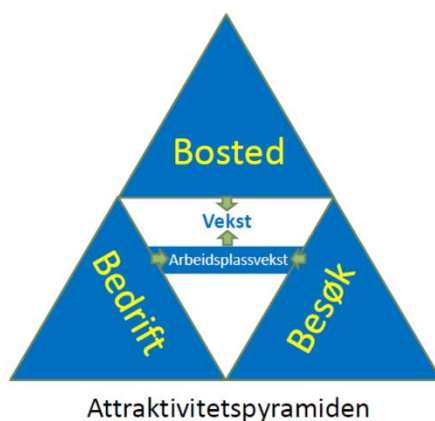 Bosted
Vekst
Arbeidsplassvekst
Bedrift
Besøk
Attraktivitetspyramiden